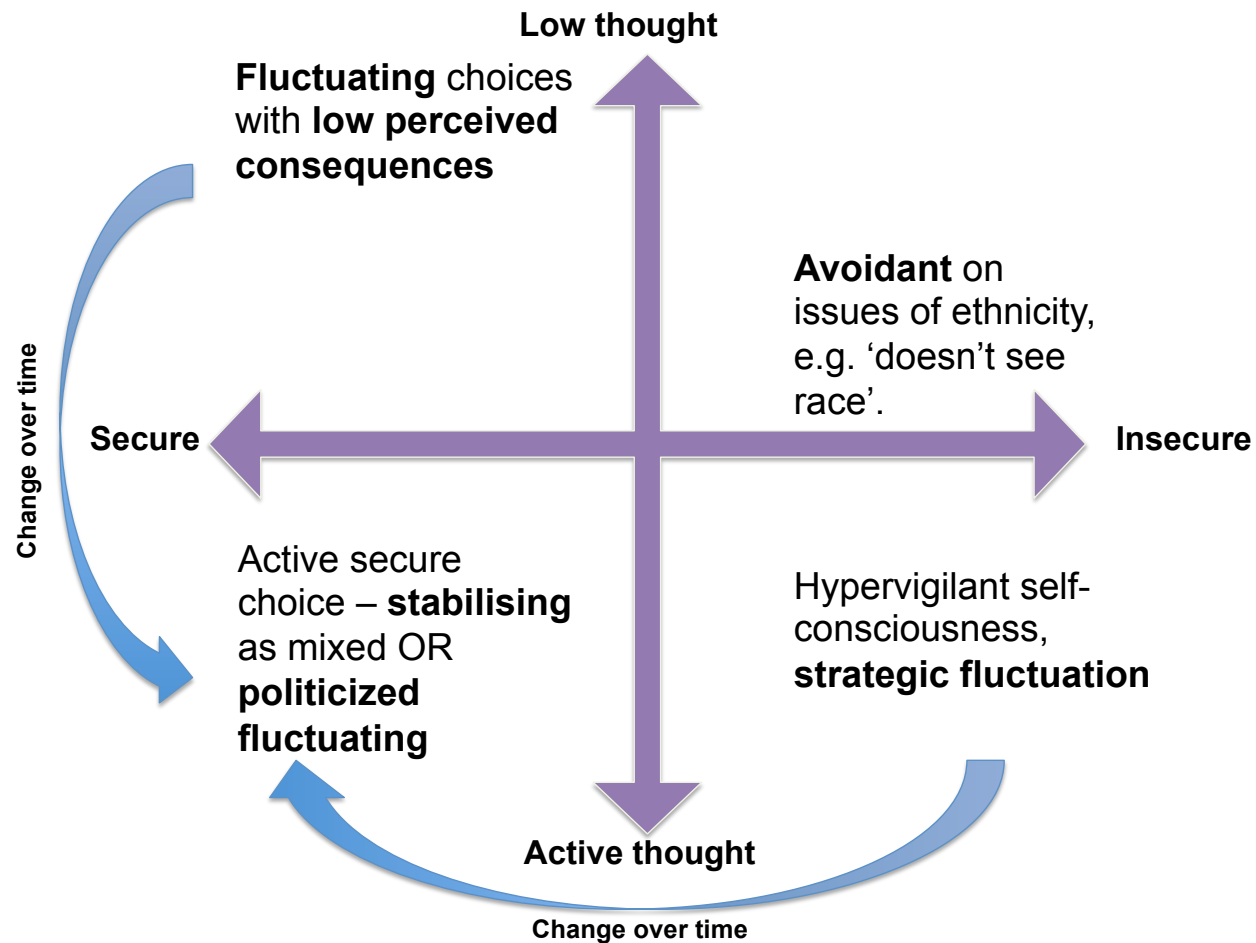 Low thought
Fluctuating choices
with low perceived
consequences
Avoidant on
issues of ethnicity,
e.g. ‘doesn’t see
race’.
Change over time
Secure
Insecure
Active secure
choice – stabilising
as mixed OR
politicized
fluctuating
Hypervigilant self-
consciousness,
strategic fluctuation
Active thought
Change over time